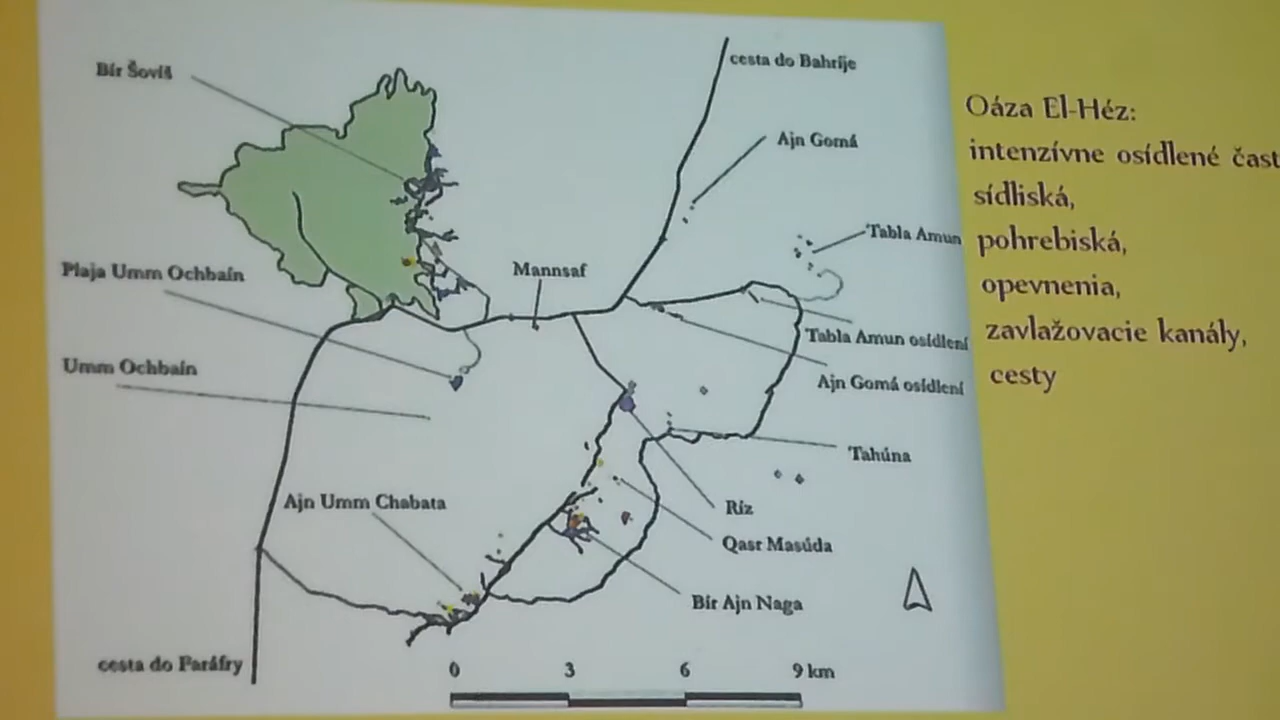 Bír Šovíš
cesta do Bahríje
Ajn Gomá
Tabla Amun
Mannsaf
Plaja Umm Ochbaín
Tabla Amun osídlení
Umm Ochbaín
Ajn Gomá osídlení
Tahúna
Ajn Umm Chabata
Ríz
Qasr Masúda
Bír Ajn Naga
cesta do Faráfry
0 3 6 9 km
Oáza El-Héz:
intenzívne osídlené čast
sídliská,
pohrebiská,
opevnenia,
zavlažovacie kanály,
cesty